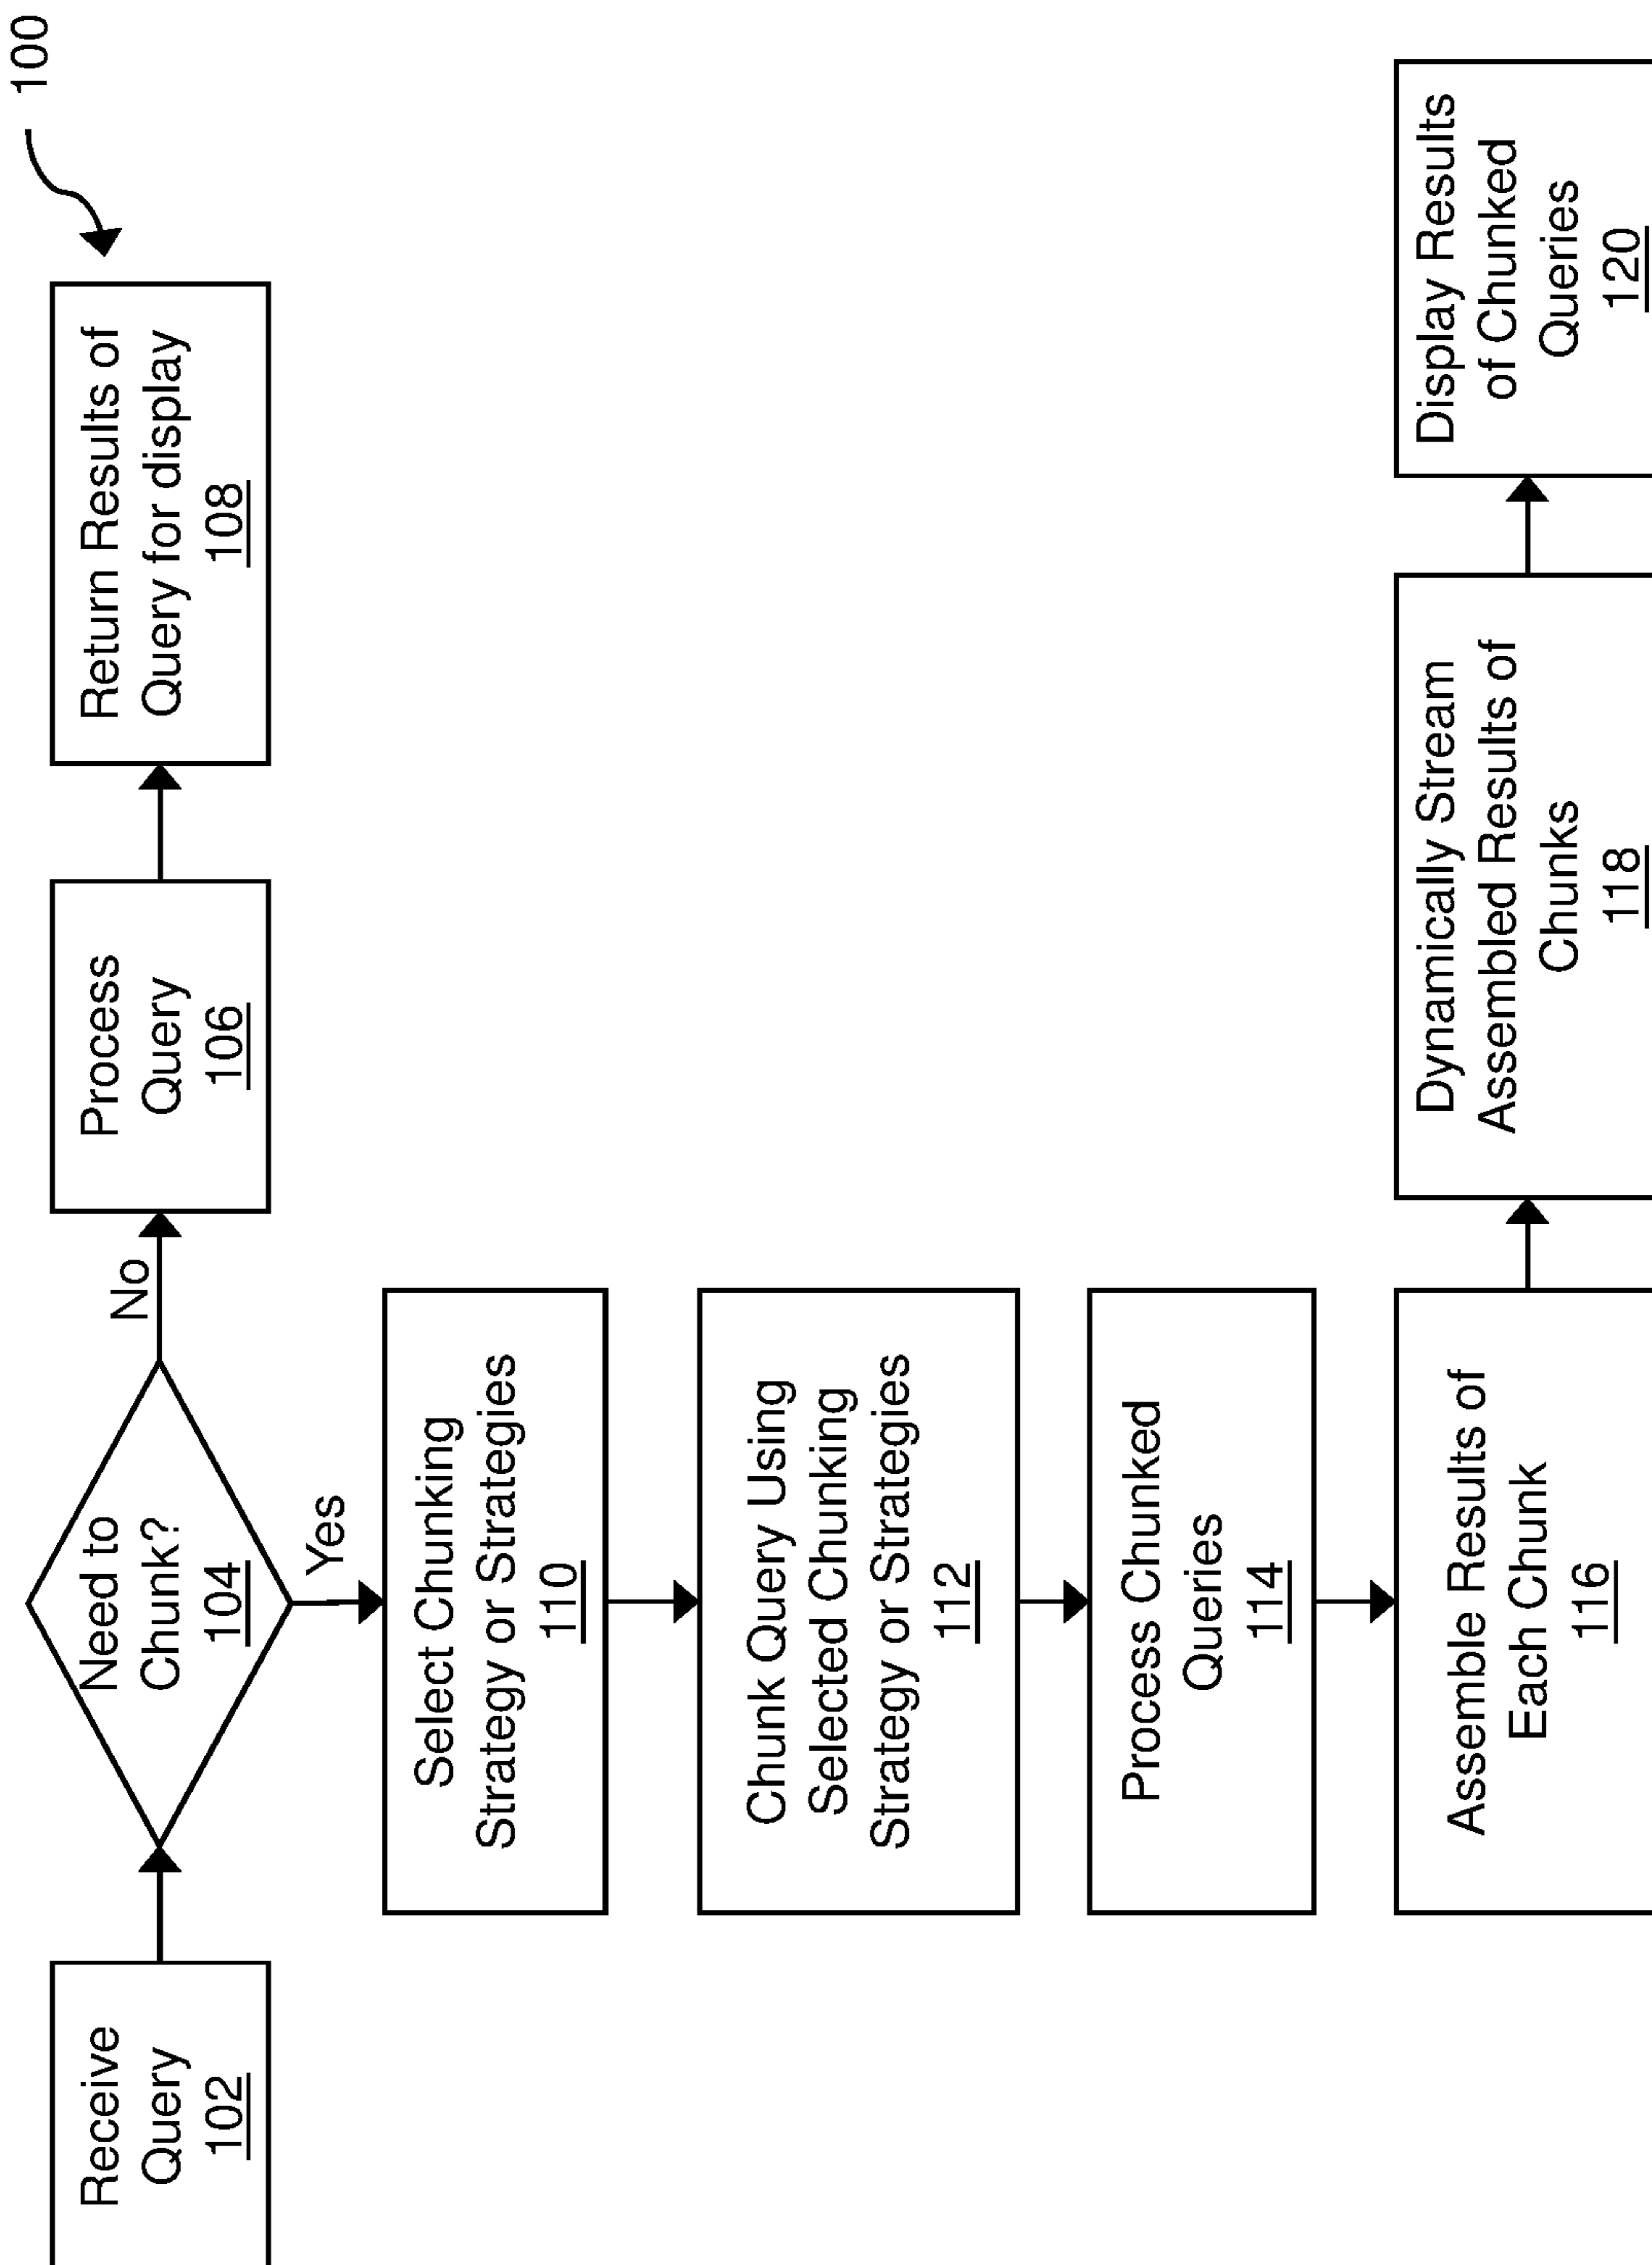 100
Receive
Query
102
Need to
Chunk?
104
No
Process
Query
106
Return Results of
Query for display
108
Yes
Select Chunking
Strategy or Strategies
110
Chunk Query Using
Selected Chunking
Strategy or Strategies
112
Process Chunked
Queries
114
Assemble Results of
Each Chunk
116
Dynamically Stream
Assembled Results of
Chunks
118
Display Results
of Chunked
Queries
120